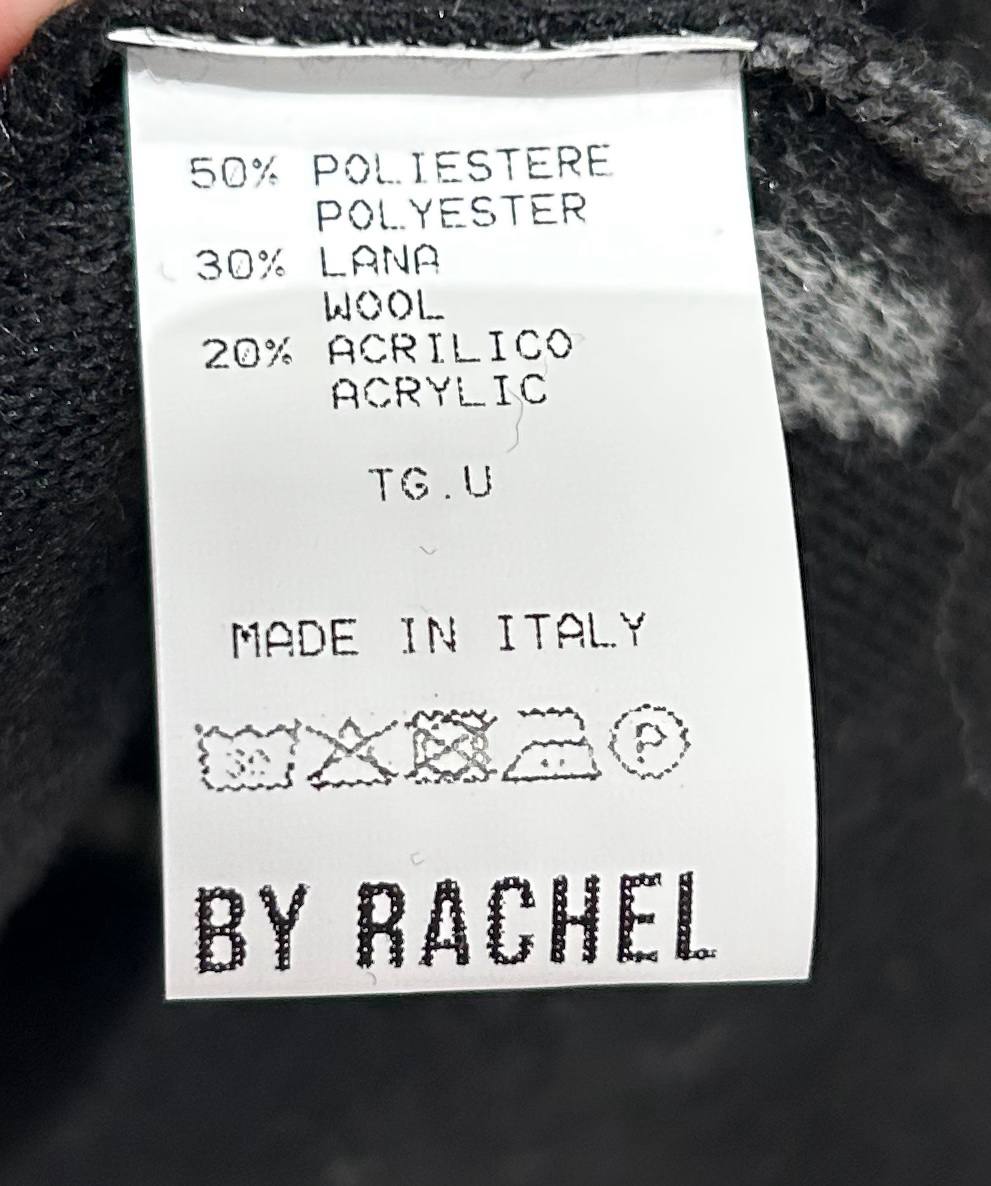 50% POLIESTERE
POLYESTER
30% LANA
WOOL
20% ACRILICO
ACRYLIC
TG.U
MADE IN ITALY
P
BY RACHEL